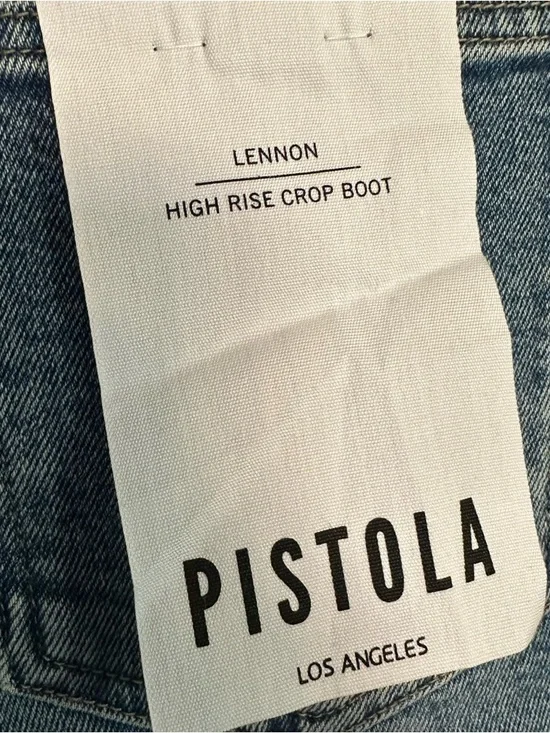 LENNON
HIGH RISE CROP BOOT
PISTOLA
LOS ANGELES